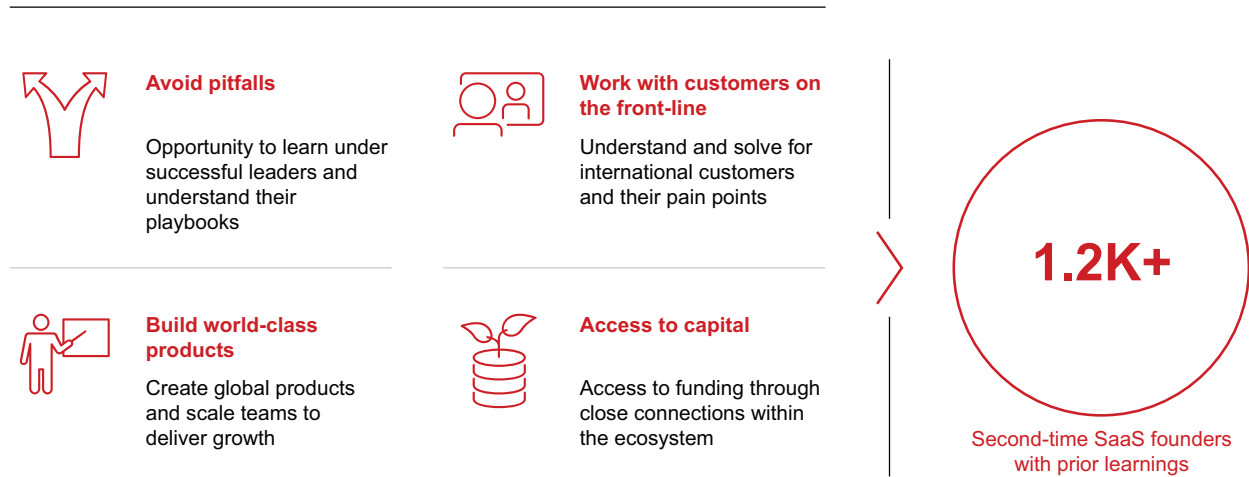 Avoid pitfalls
Opportunity to learn under
successful leaders and
understand their
playbooks
Work with customers on
the front-line
Understand and solve for
international customers
and their pain points
Build world-class
products
Create global products
and scale teams to
deliver growth
Access to capital
Access to funding through
close connections within
the ecosystem
1.2K+
Second-time SaaS founders
with prior learnings